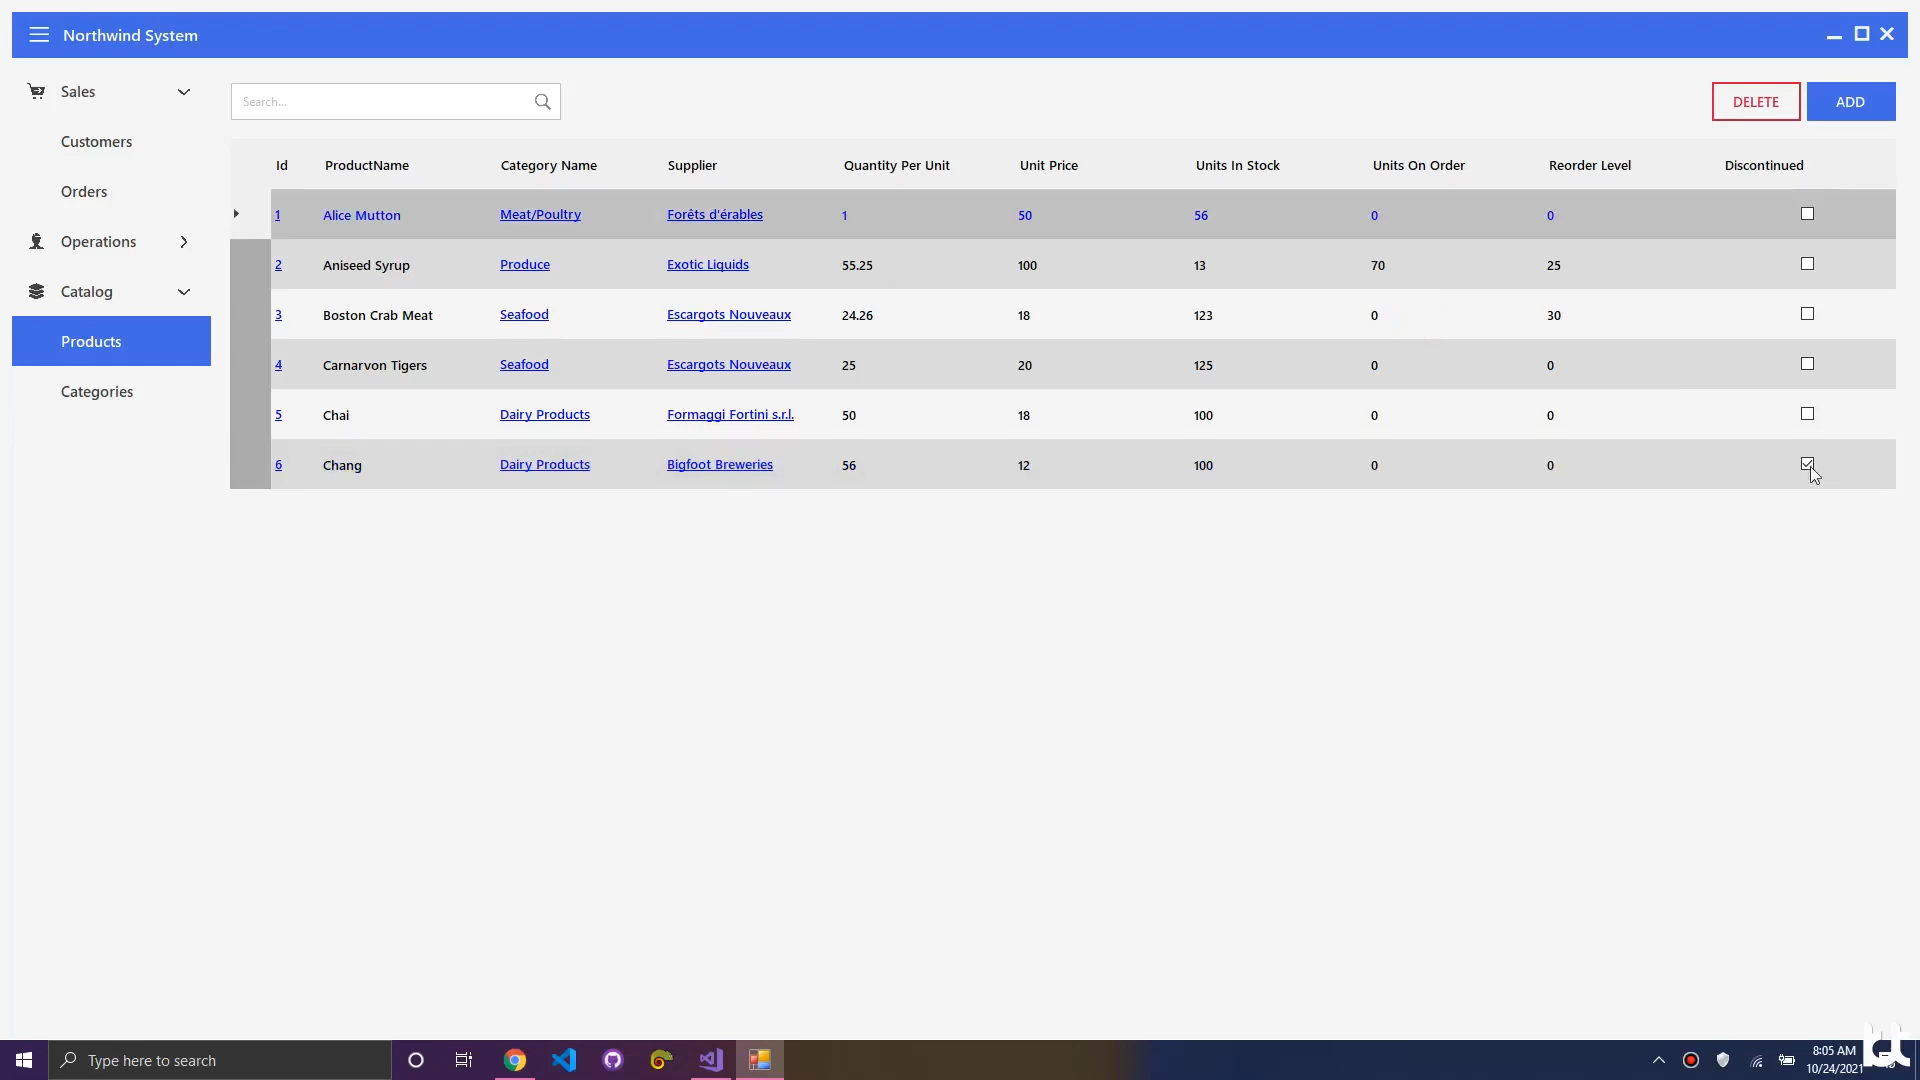 Northwind System
Sales
Customers
Orders
Operations
Catalog
Products
Categories
Search...
DELETE
ADD
Id ProductName Category Name Supplier Quantity Per Unit Unit Price Units In Stock Units On Order Reorder Level Discontinued
1 Alice Mutton Meat/Poultry Forêts d'érables 1 50 56 0 0
2 Aniseed Syrup Produce Exotic Liquids 55.25 100 13 70 25
3 Boston Crab Meat Seafood Escargots Nouveaux 24.26 18 123 0 30
4 Carnarvon Tigers Seafood Escargots Nouveaux 25 20 125 0 0
5 Chai Dairy Products Formaggi Fortini s.r.l. 50 18 100 0 0
6 Chang Dairy Products Bigfoot Breweries 56 12 100 0 0
Type here to search
8:05 AM
10/24/2021